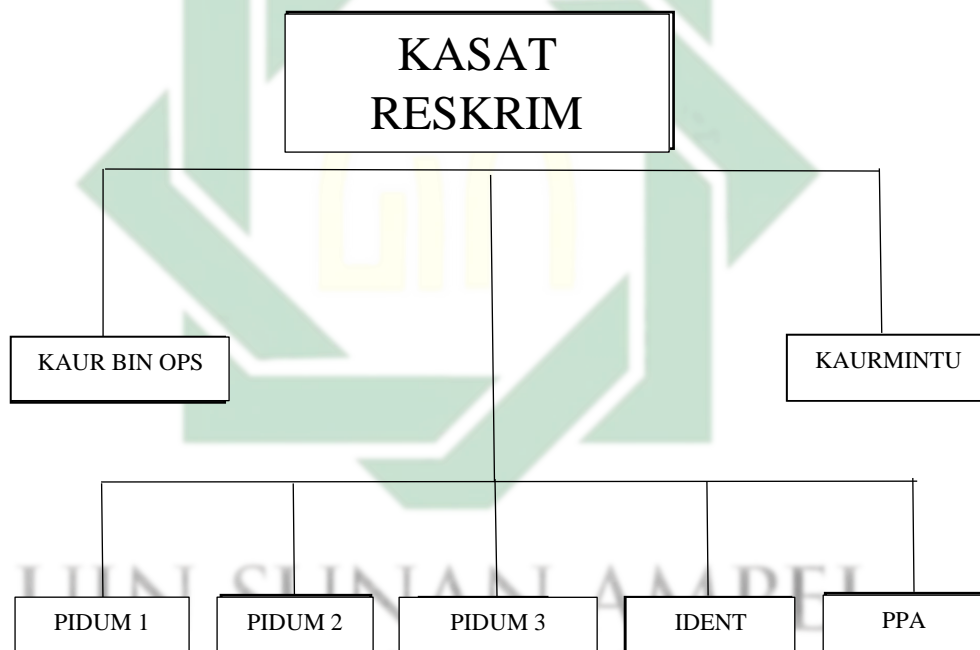 KASAT
RESKRIM
KAUR BIN OPS
KAURMINTU
PIDUM 1
PIDUM 2
PIDUM 3
IDENT
PPA
UIN SUNAN AMPEL